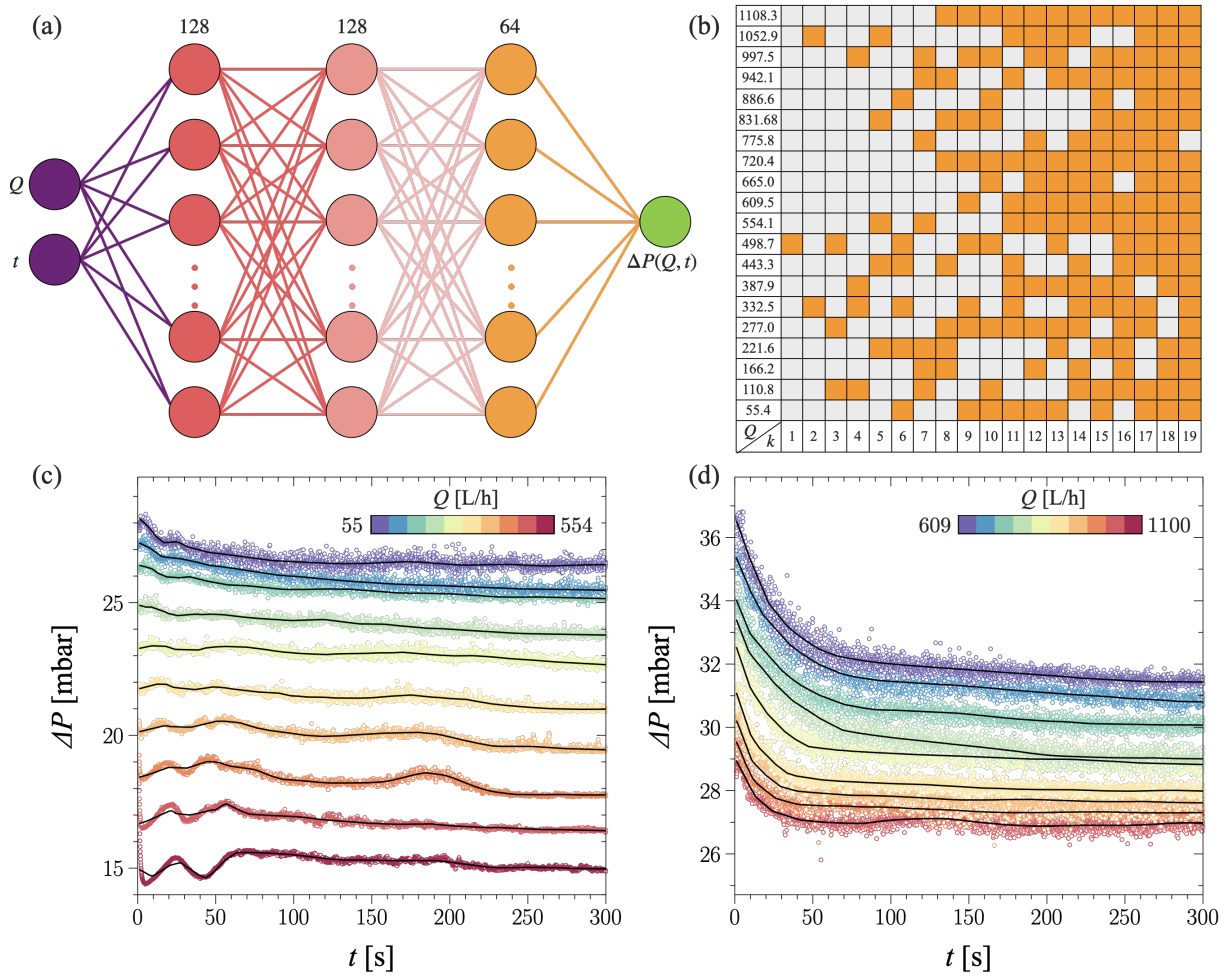 (a)
128
128
64
Q
t
ΔP(Q, t)
(b)
1108.3
1052.9
997.5
942.1
886.6
831.68
775.8
720.4
665.0
609.5
554.1
498.7
443.3
387.9
332.5
277.0
221.6
166.2
110.8
55.4
Q
k
1 2 3 4 5 6 7 8 9 10 11 12 13 14 15 16 17 18 19
(c)
Q [L/h]
55
554
25
20
15
ΔP [mbar]
0 50 100 150 200 250 300
t [s]
(d)
Q [L/h]
609
1100
36
34
32
30
28
26
ΔP [mbar]
0 50 100 150 200 250 300
t [s]